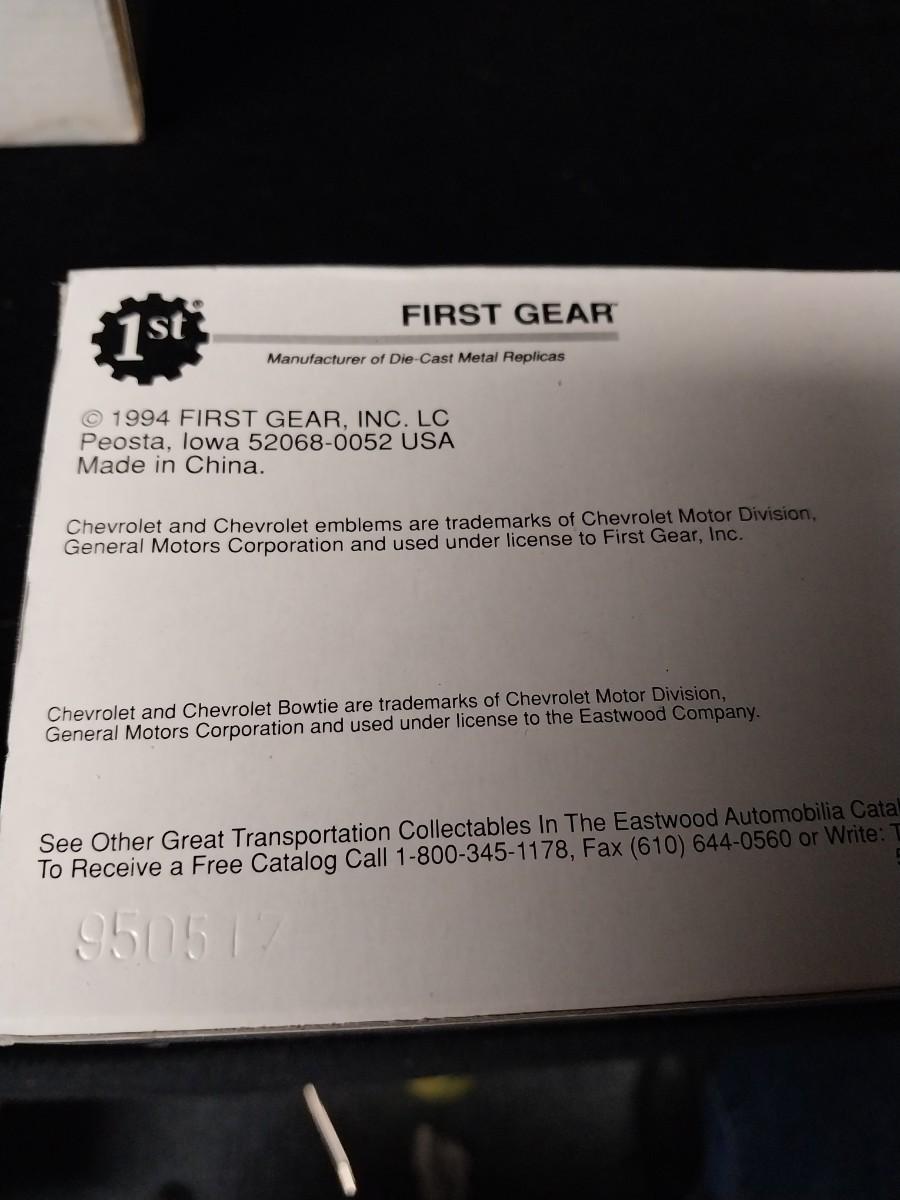 1st®
FIRST GEAR™
Manufacturer of Die-Cast Metal Replicas
© 1994 FIRST GEAR, INC. LC
Peosta, Iowa 52068-0052 USA
Made in China.
Chevrolet and Chevrolet emblems are trademarks of Chevrolet Motor Division,
General Motors Corporation and used under license to First Gear, Inc.
Chevrolet and Chevrolet Bowtie are trademarks of Chevrolet Motor Division,
General Motors Corporation and used under license to the Eastwood Company.
See Other Great Transportation Collectables In The Eastwood Automobilia
To Receive a Free Catalog Call 1-800-345-1178, Fax (610) 644-0560 or Write:
950517